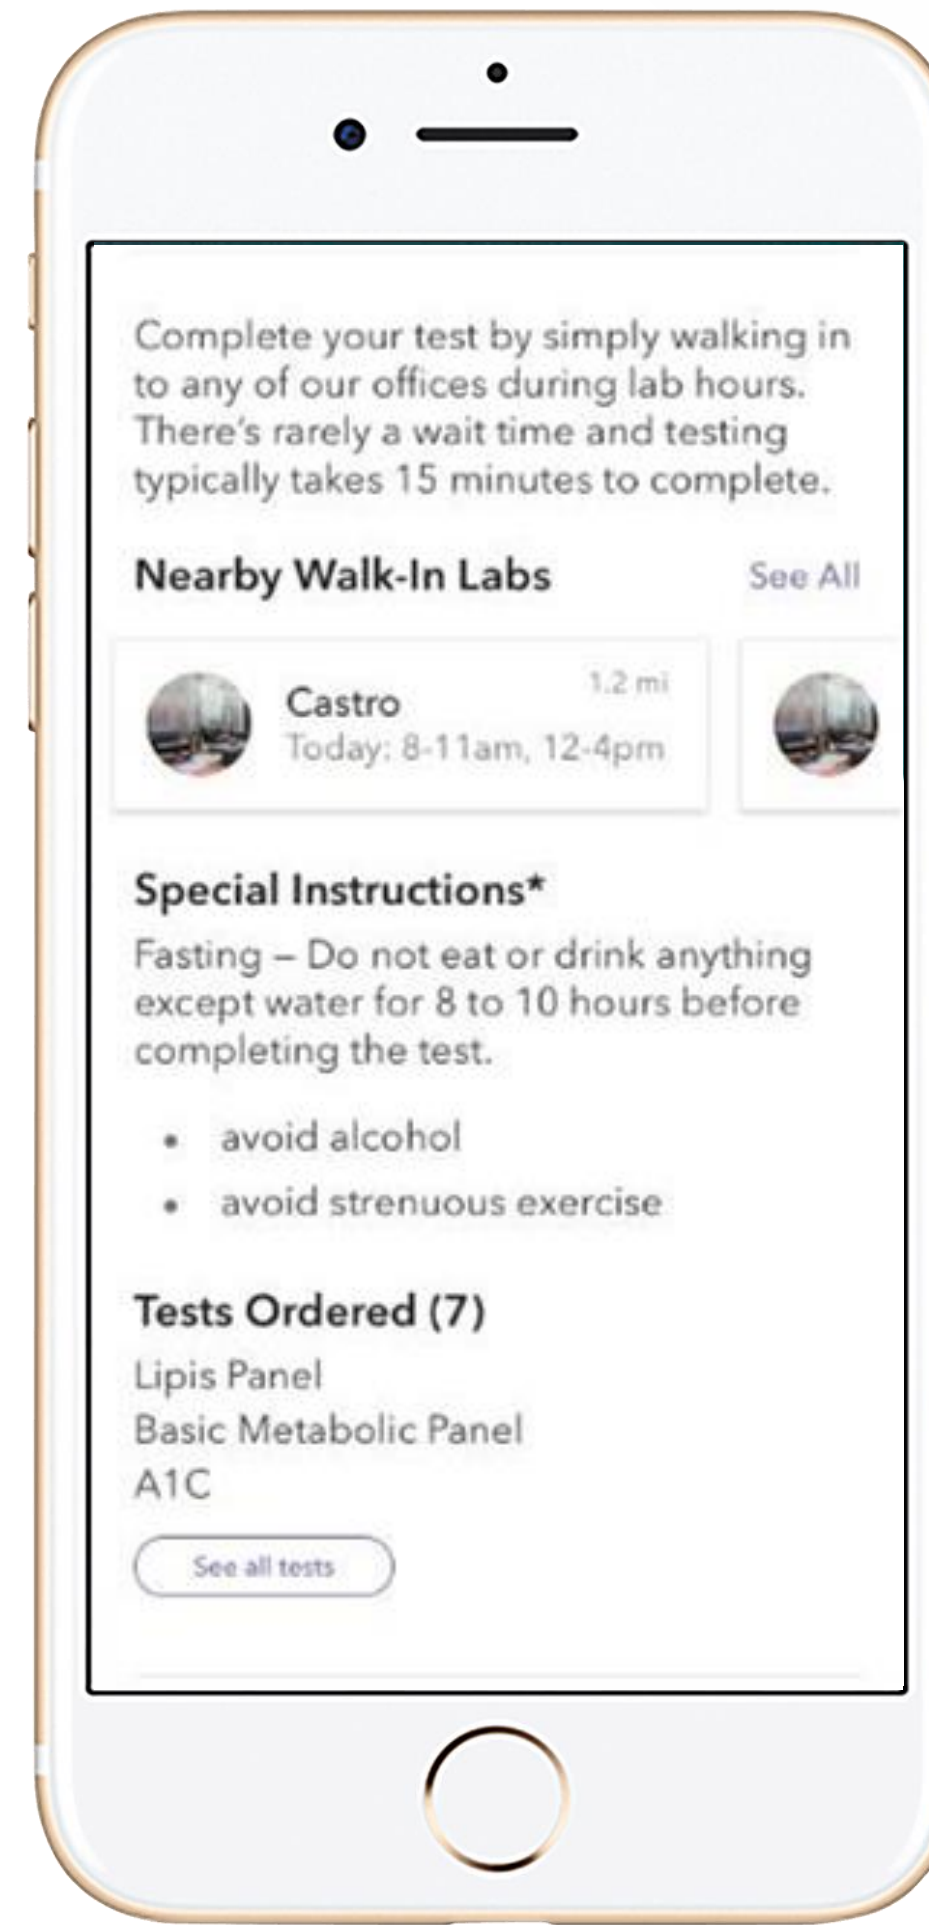 Complete your test by simply walking in
to any of our offices during lab hours.
There's rarely a wait time and testing
typically takes 15 minutes to complete.
Nearby Walk-In Labs See All
Castro 1.2 mi
Today: 8-11am, 12-4pm
Special Instructions*
Fasting – Do not eat or drink anything
except water for 8 to 10 hours before
completing the test.
• avoid alcohol
• avoid strenuous exercise
Tests Ordered (7)
Lipis Panel
Basic Metabolic Panel
A1C
See all tests